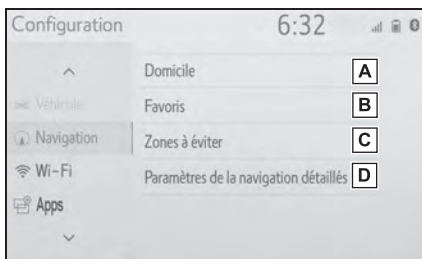 Configuration 6:32
Domicile A
Véhicule Favoris B
Navigation Zones à éviter C
Wi-Fi Paramètres de la navigation détaillés D
Apps